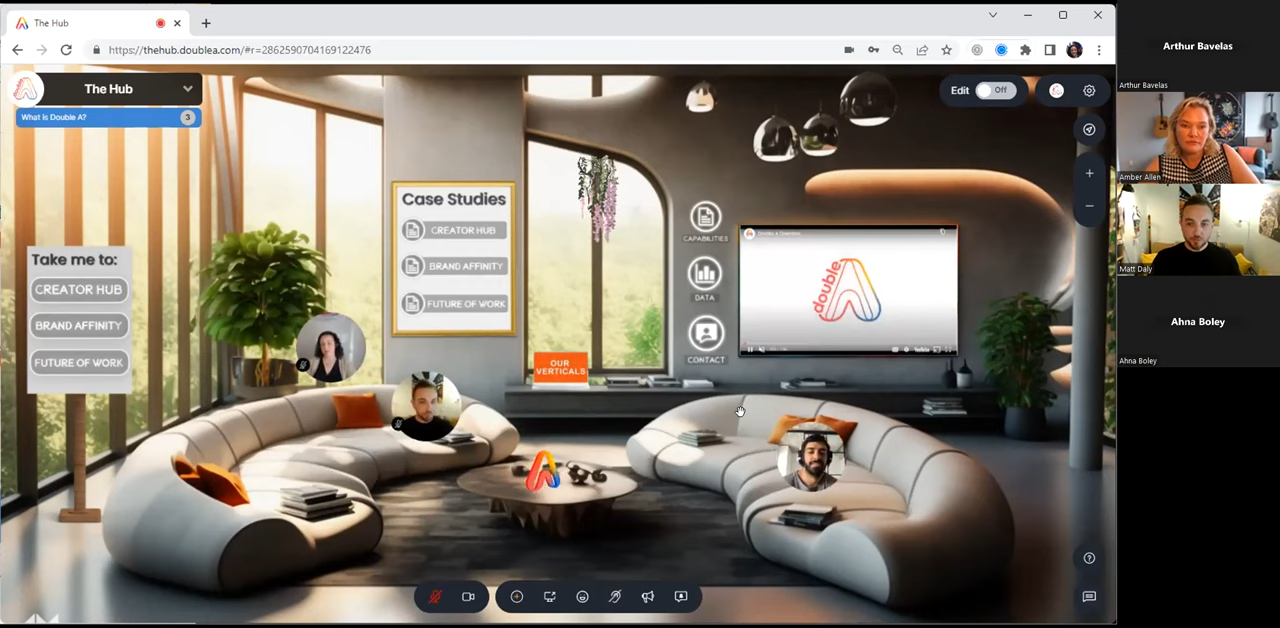 The Hub
https://thehub.doublea.com/#r=2862590704169122476
The Hub
What is Double A?
3
Edit
Off
Take me to:
CREATOR HUB
BRAND AFFINITY
FUTURE OF WORK
Case Studies
CREATOR HUB
BRAND AFFINITY
FUTURE OF WORK
OUR
VERTICALS
CAPABILITIES
DATA
CONTACT
double
YouTube
Arthur Bavelas
Arthur Bavelas
Amber Allen
Matt Daly
Ahna Boley
Ahna Boley